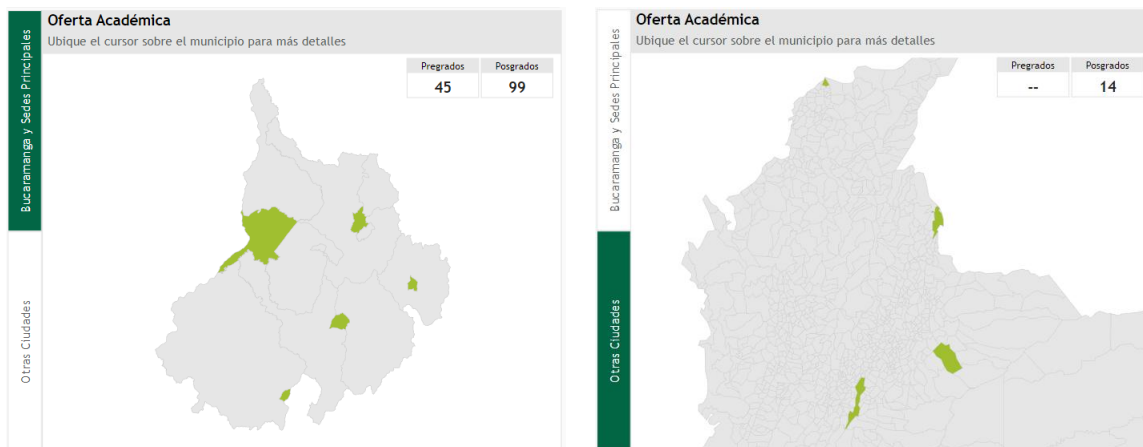 Oferta Académica
Ubique el cursor sobre el municipio para más detalles
Bucaramanga y Sedes Principales
Otras Ciudades
Pregrados
Posgrados
45
99
Oferta Académica
Ubique el cursor sobre el municipio para más detalles
Bucaramanga y Sedes Principales
Otras Ciudades
Pregrados
Posgrados
--
14